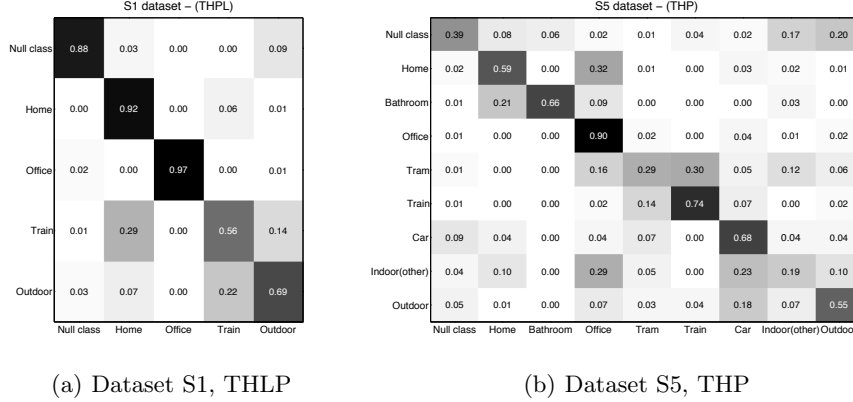 S1 dataset – (THPL)
Null class 0.88 0.03 0.00 0.00 0.09
Home 0.00 0.92 0.00 0.06 0.01
Office 0.02 0.00 0.97 0.00 0.01
Train 0.01 0.29 0.00 0.56 0.14
Outdoor 0.03 0.07 0.00 0.22 0.69
Null class Home Office Train Outdoor
(a) Dataset S1, THLP
S5 dataset – (THP)
Null class 0.39 0.08 0.06 0.02 0.01 0.04 0.02 0.17 0.20
Home 0.02 0.59 0.00 0.32 0.01 0.00 0.03 0.02 0.01
Bathroom 0.01 0.21 0.66 0.09 0.00 0.00 0.00 0.03 0.00
Office 0.01 0.00 0.00 0.90 0.02 0.00 0.04 0.01 0.02
Tram 0.01 0.00 0.00 0.16 0.29 0.30 0.05 0.12 0.06
Train 0.01 0.00 0.00 0.02 0.14 0.74 0.07 0.00 0.02
Car 0.09 0.04 0.00 0.04 0.07 0.00 0.68 0.04 0.04
Indoor(other) 0.04 0.10 0.00 0.29 0.05 0.00 0.23 0.19 0.10
Outdoor 0.05 0.01 0.00 0.07 0.03 0.04 0.18 0.07 0.55
Null class Home Bathroom Office Tram Train Car Indoor(other) Outdoo
(b) Dataset S5, THP